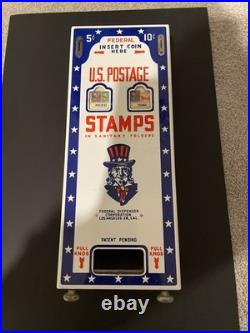 5¢ FEDERAL 10¢
INSERT COIN
HERE
U.S. POSTAGE
STAMPS
IN SANITARY FOLDERS
FEDERAL DISPENSER
CORPORATION
LOS ANGELES 28, CAL.
PATENT PENDING
PULL
KNOB
PULL
KNOB